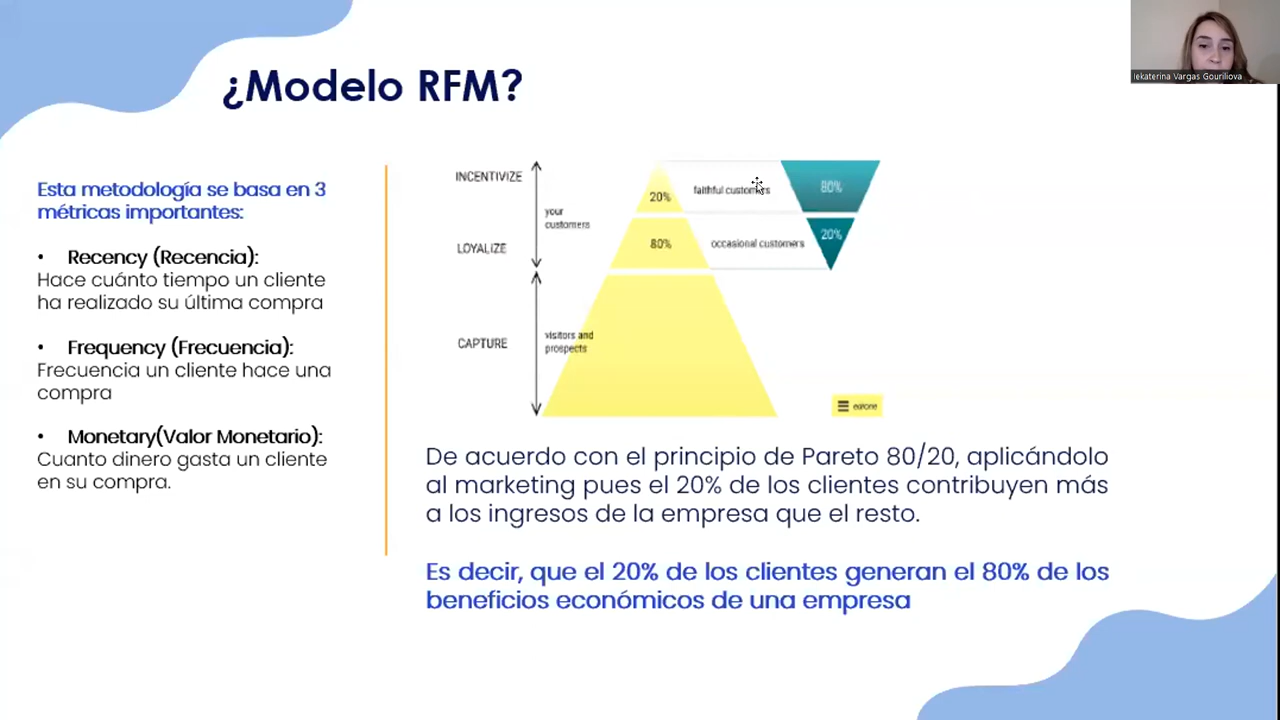 ¿Modelo RFM?
Esta metodología se basa en 3
métricas importantes:
• Recency (Recencia):
Hace cuánto tiempo un cliente
ha realizado su última compra
• Frequency (Frecuencia):
Frecuencia un cliente hace una
compra
• Monetary(Valor Monetario):
Cuanto dinero gasta un cliente
en su compra.
INCENTIVIZE
your
customers
LOYALIZE
CAPTURE
visitors and
prospects
20%
faithful customers
80%
80%
occasional customers
20%
De acuerdo con el principio de Pareto 80/20, aplicándolo
al marketing pues el 20% de los clientes contribuyen más
a los ingresos de la empresa que el resto.
Es decir, que el 20% de los clientes generan el 80% de los
beneficios económicos de una empresa
Vargas Gouriliova